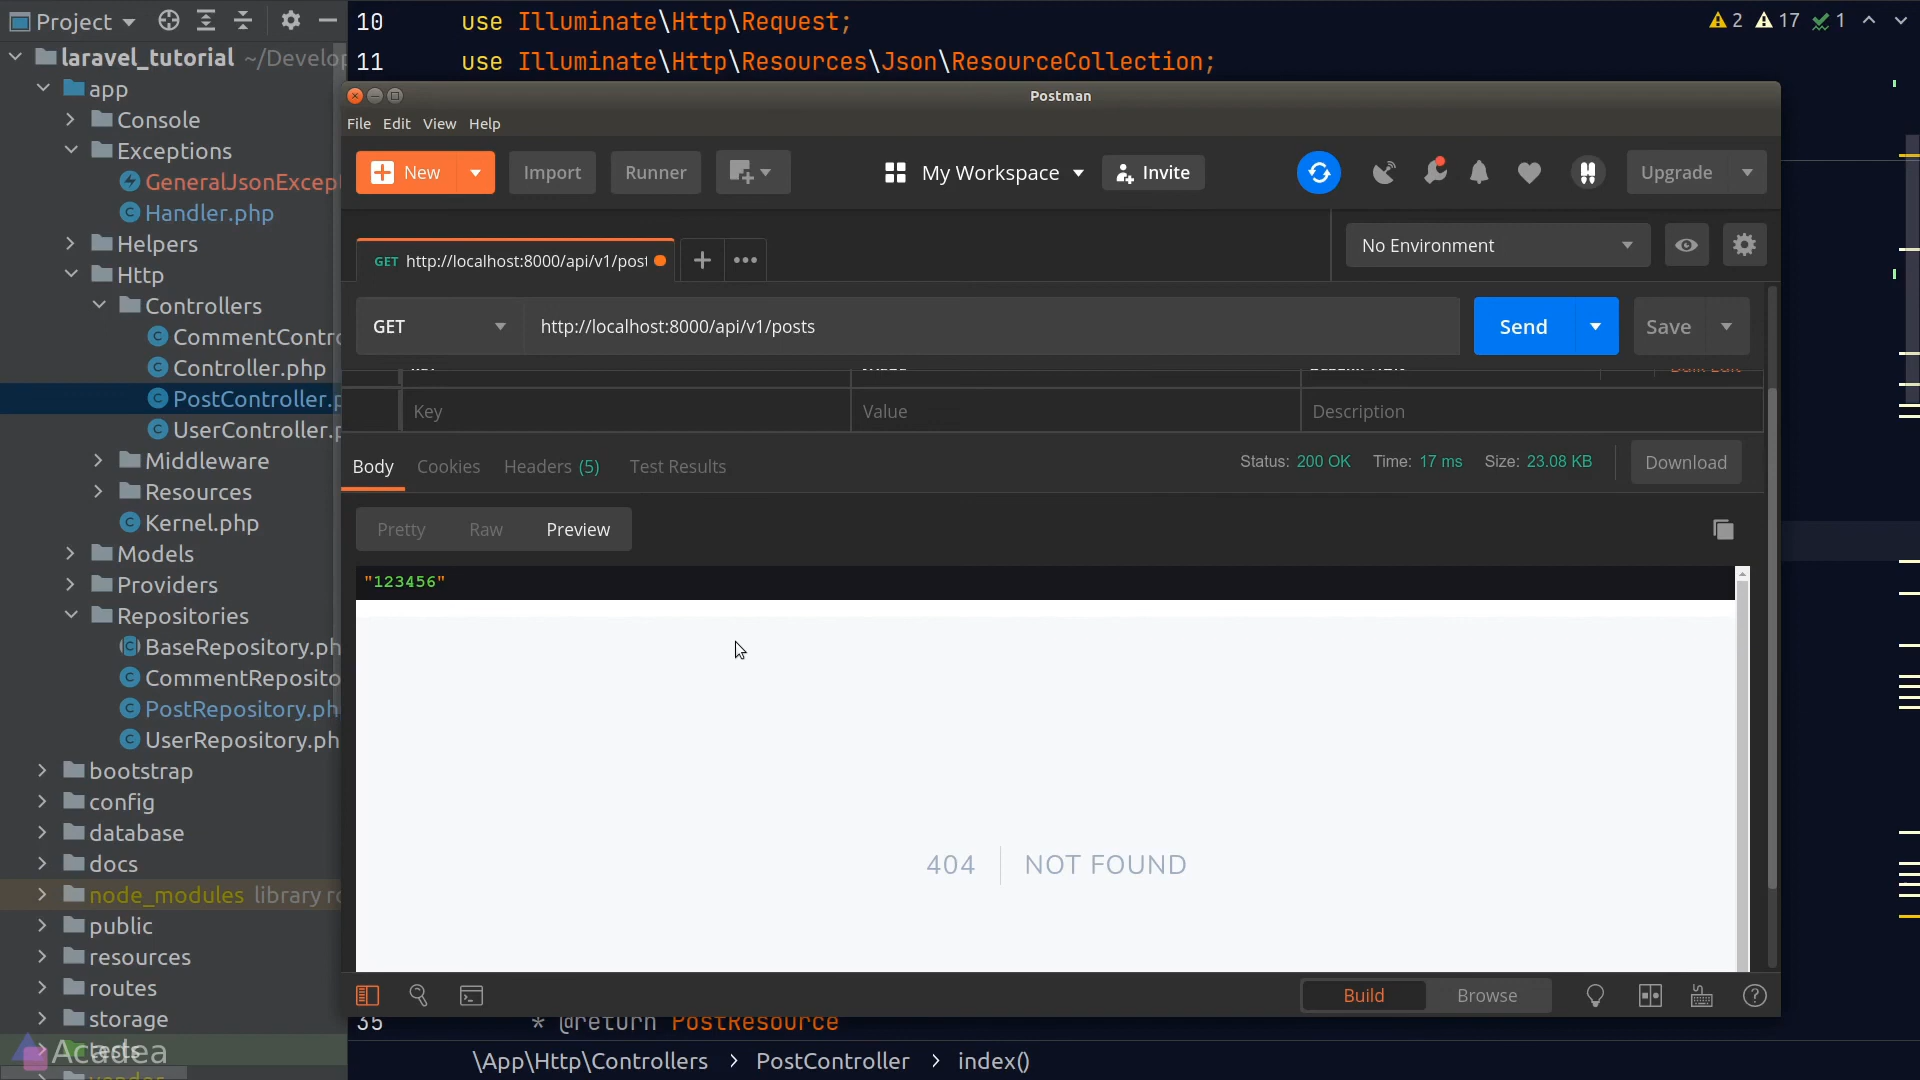 Project
laravel_tutorial ~/Develop
app
Console
Exceptions
GeneralJsonExcept
Handler.php
Helpers
Http
Controllers
CommentContro
Controller.php
PostController.p
UserController.p
Middleware
Resources
Kernel.php
Models
Providers
Repositories
BaseRepository.ph
CommentReposito
PostRepository.ph
UserRepository.ph
bootstrap
config
database
docs
node_modules library ro
public
resources
routes
storage
tests
Acadea
10 use Illuminate\Http\Request;
11 use Illuminate\Http\Resources\Json\ResourceCollection;
2 17 1
Postman
File Edit View Help
New Import Runner My Workspace Invite Upgrade
GET http://localhost:8000/api/v1/post
No Environment
GET http://localhost:8000/api/v1/posts Send Save
Key Value Description
Body Cookies Headers (5) Test Results Status: 200 OK Time: 17 ms Size: 23.08 KB Download
Pretty Raw Preview
"123456"
404 NOT FOUND
Build Browse
35 * @return PostResource
\App\Http\Controllers > PostController > index()